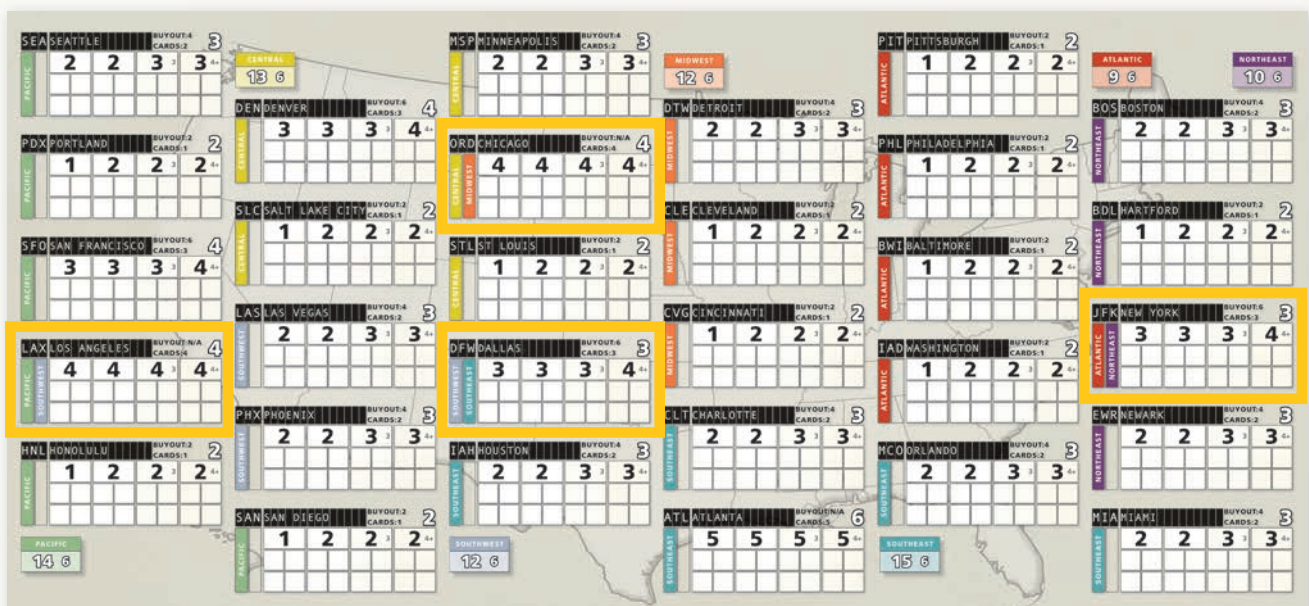 SEA SEATTLE BUYOUT:4 3
CARDS:2
PACIFIC
2 2 3 3 3 4+
PDX PORTLAND BUYOUT:2 2
CARDS:1
PACIFIC
1 2 2 3 2 4+
SFO SAN FRANCISCO BUYOUT:6 4
CARDS:3
PACIFIC
3 3 3 3 4 4+
LAX LOS ANGELES BUYOUT:N/A 4
CARDS:4
PACIFIC
SOUTHWEST
4 4 4 3 4 4+
HNL HONOLULU BUYOUT:2 2
CARDS:1
PACIFIC
1 2 2 3 2 4+
PACIFIC
14 6
CENTRAL
13 6
DEN DENVER BUYOUT:6 4
CARDS:3
CENTRAL
3 3 3 3 4 4+
SLC SALT LAKE CITY BUYOUT:2 2
CARDS:1
CENTRAL
1 2 2 3 2 4+
LAS LAS VEGAS BUYOUT:4 3
CARDS:2
SOUTHWEST
2 2 3 3 3 4+
PHX PHOENIX BUYOUT:4 3
CARDS:2
SOUTHWEST
2 2 3 3 3 4+
SAN SAN DIEGO BUYOUT:2 2
CARDS:1
PACIFIC
1 2 2 3 2 4+
MSP MINNEAPOLIS BUYOUT:4 3
CARDS:2
CENTRAL
2 2 3 3 3 4+
ORD CHICAGO BUYOUT:N/A 4
CARDS:4
CENTRAL
MIDWEST
4 4 4 3 4 4+
STL ST LOUIS BUYOUT:2 2
CARDS:1
CENTRAL
1 2 2 3 2 4+
DFW DALLAS BUYOUT:6 3
CARDS:3
SOUTHWEST
SOUTHEAST
3 3 3 3 4 4+
IAH HOUSTON BUYOUT:4 3
CARDS:2
SOUTHEAST
2 2 3 3 3 4+
SOUTHWEST
12 6
MIDWEST
12 6
DTW DETROIT BUYOUT:4 3
CARDS:2
MIDWEST
2 2 3 3 3 4+
CLE CLEVELAND BUYOUT:2 2
CARDS:1
MIDWEST
1 2 2 3 2 4+
CVG CINCINNATI BUYOUT:2 2
CARDS:1
MIDWEST
1 2 2 3 2 4+
CLT CHARLOTTE BUYOUT:4 3
CARDS:2
SOUTHEAST
2 2 3 3 3 4+
ATL ATLANTA BUYOUT:N/A 6
CARDS:5
SOUTHEAST
5 5 5 3 5 4+
PIT PITTSBURGH BUYOUT:2 2
CARDS:1
ATLANTIC
1 2 2 3 2 4+
PHL PHILADELPHIA BUYOUT:2 2
CARDS:1
ATLANTIC
1 2 2 3 2 4+
BWI BALTIMORE BUYOUT:2 2
CARDS:1
ATLANTIC
1 2 2 3 2 4+
IAD WASHINGTON BUYOUT:2 2
CARDS:1
ATLANTIC
1 2 2 3 2 4+
MCO ORLANDO BUYOUT:4 3
CARDS:2
SOUTHEAST
2 2 3 3 3 4+
SOUTHEAST
15 6
ATLANTIC
9 6
NORTHEAST
10 6
BOS BOSTON BUYOUT:4 3
CARDS:2
NORTHEAST
2 2 3 3 3 4+
BDL HARTFORD BUYOUT:2 2
CARDS:1
NORTHEAST
1 2 2 3 2 4+
JFK NEW YORK BUYOUT:6 3
CARDS:3
ATLANTIC
NORTHEAST
3 3 3 3 4 4+
EWR NEWARK BUYOUT:4 3
CARDS:2
NORTHEAST
2 2 3 3 3 4+
MIA MIAMI BUYOUT:4 3
CARDS:2
SOUTHEAST
2 2 3 3 3 4+